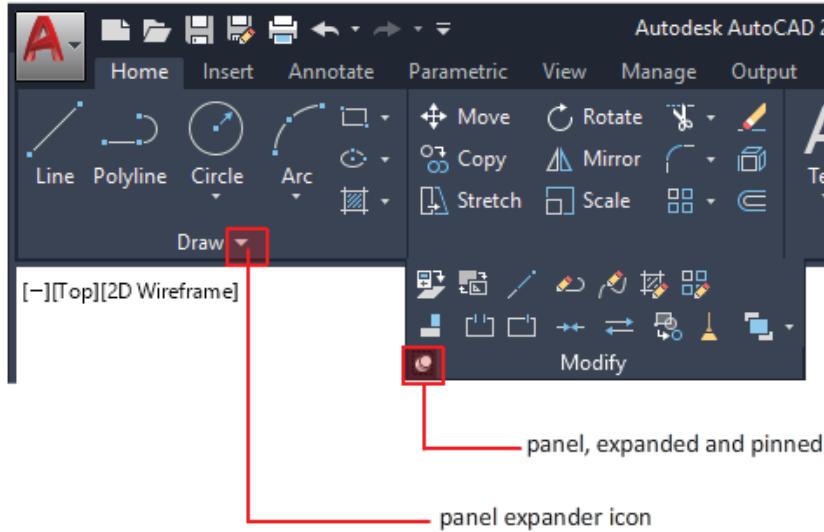 Autodesk AutoCAD 2
Home Insert Annotate Parametric View Manage Output
Move Rotate
Copy Mirror
Line Polyline Circle Arc
Stretch Scale
Draw
[−][Top][2D Wireframe]
Modify
panel, expanded and pinned
panel expander icon